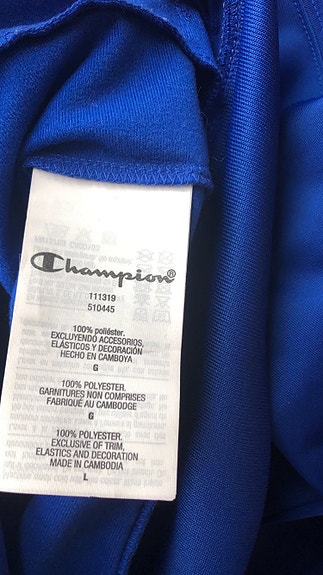 Champion®
111319
510445
100% poliéster.
EXCLUYENDO ACCESORIOS,
ELÁSTICOS Y DECORACIÓN
HECHO EN CAMBOYA
G
100% POLYESTER.
GARNITURES NON COMPRISES
FABRIQUÉ AU CAMBODGE
G
100% POLYESTER.
EXCLUSIVE OF TRIM,
ELASTICS AND DECORATION
MADE IN CAMBODIA
L